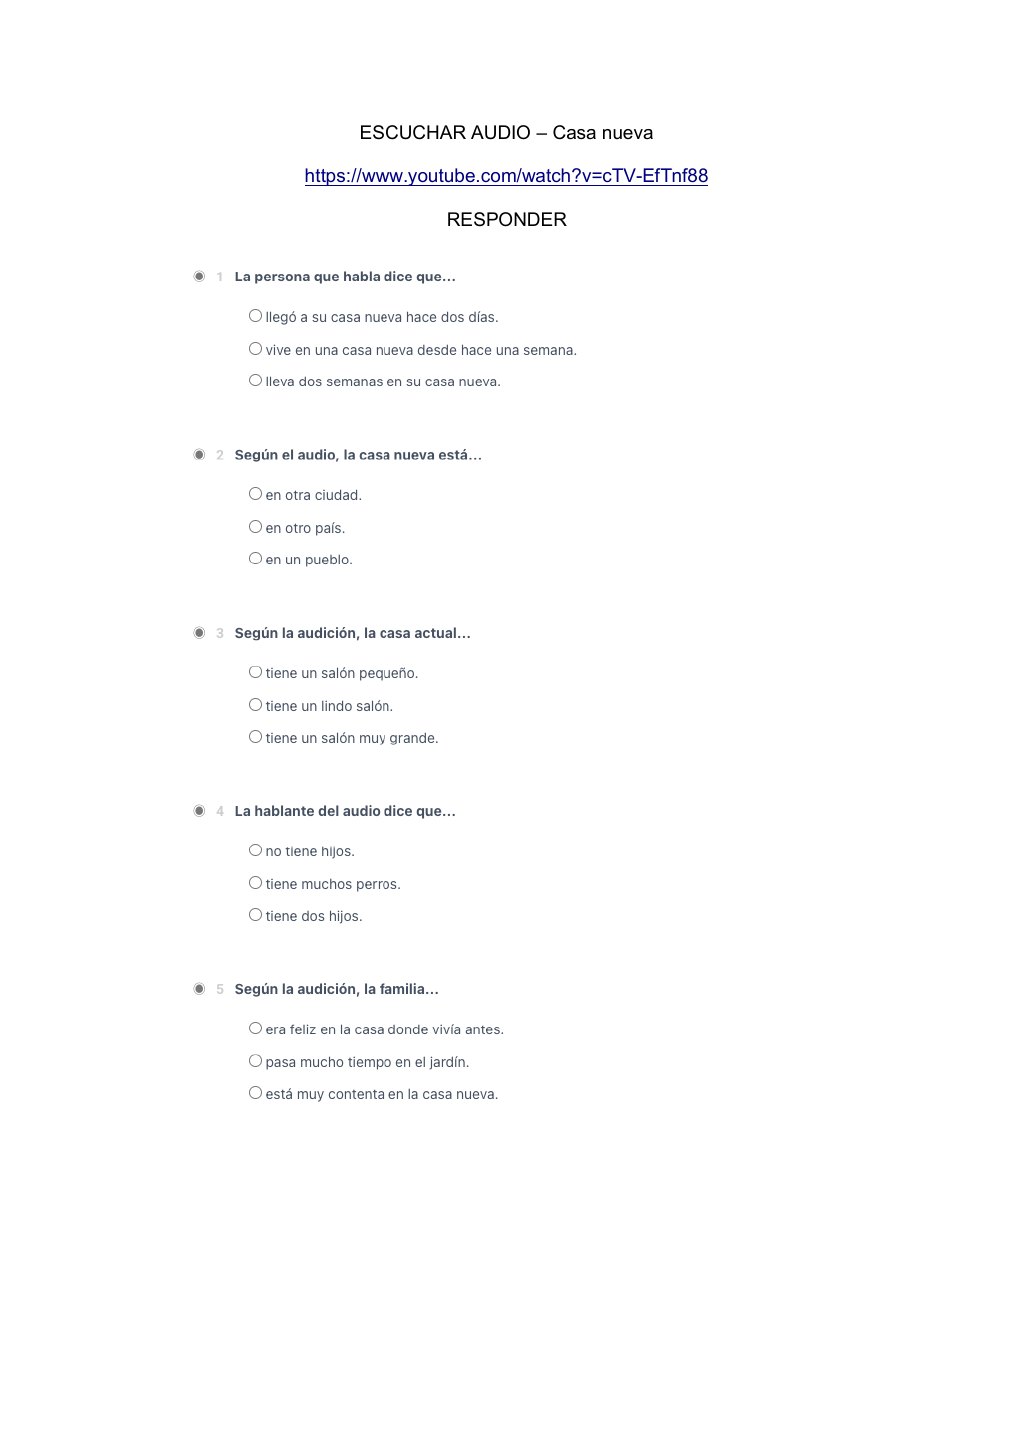 ESCUCHAR AUDIO – Casa nueva
https://www.youtube.com/watch?v=cTV-EfTnf88
RESPONDER
1 La persona que habla dice que...
llegó a su casa nueva hace dos días.
vive en una casa nueva desde hace una semana.
lleva dos semanas en su casa nueva.
2 Según el audio, la casa nueva está...
en otra ciudad.
en otro país.
en un pueblo.
3 Según la audición, la casa actual...
tiene un salón pequeño.
tiene un lindo salón.
tiene un salón muy grande.
4 La hablante del audio dice que...
no tiene hijos.
tiene muchos perros.
tiene dos hijos.
5 Según la audición, la familia...
era feliz en la casa donde vivía antes.
pasa mucho tiempo en el jardín.
está muy contenta en la casa nueva.